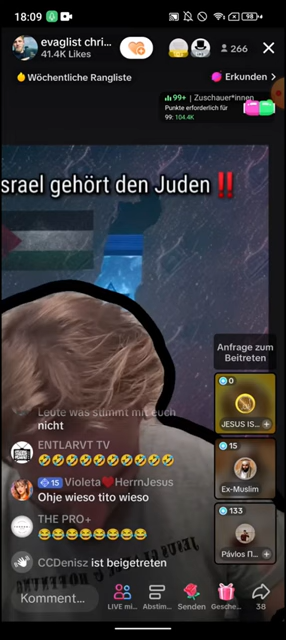 18:09
98
evaglist chri...
41.4K Likes
266
Wöchentliche Rangliste
Erkunden >
99+ | Zuschauer*innen
Punkte erforderlich für
99: 104.4K
srael gehört den Juden ‼️
Anfrage zum
Beitreten
0
JESUS IS...
Leute was stimmt mit euch
nicht
ENTLARVT TV
🤣🤣🤣🤣🤣🤣🤣🤣🤣🤣
15
Ex-Muslim
15 Violeta❤️HerrnJesus
Ohje wieso tito wieso
THE PRO+
😂😂😂😂😂😂😂😂
133
Pávlos Π...
CCDenisz ist beigetreten
Komment...
LIVE mi...
Abstim...
Senden
Gesche...
38